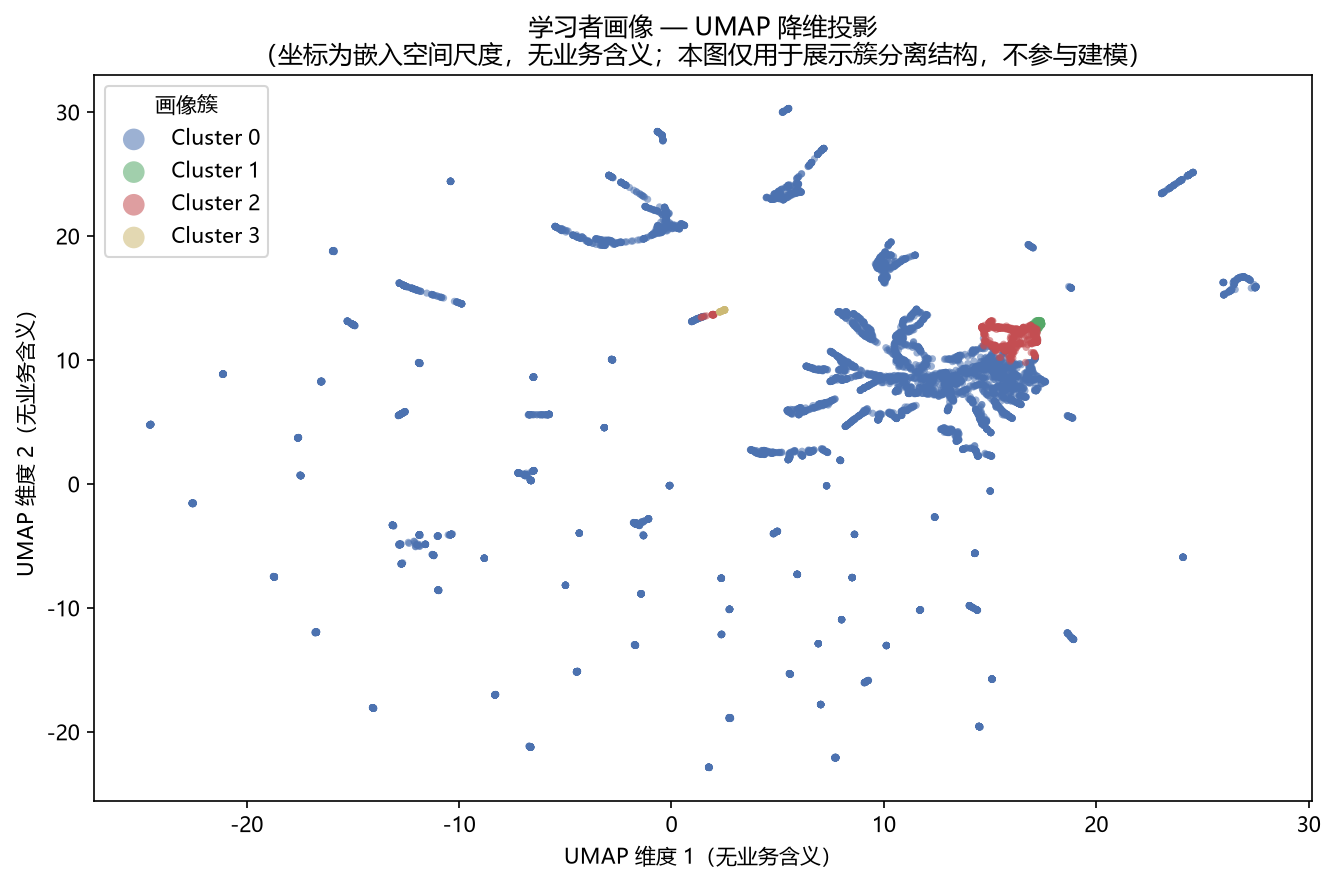 学习者画像 — UMAP 降维投影
（坐标为嵌入空间尺度，无业务含义；本图仅用于展示簇分离结构，不参与建模）
画像簇
Cluster 0
Cluster 1
Cluster 2
Cluster 3
UMAP 维度 2（无业务含义）
30
20
10
0
-10
-20
-20
-10
0
10
20
30
UMAP 维度 1（无业务含义）